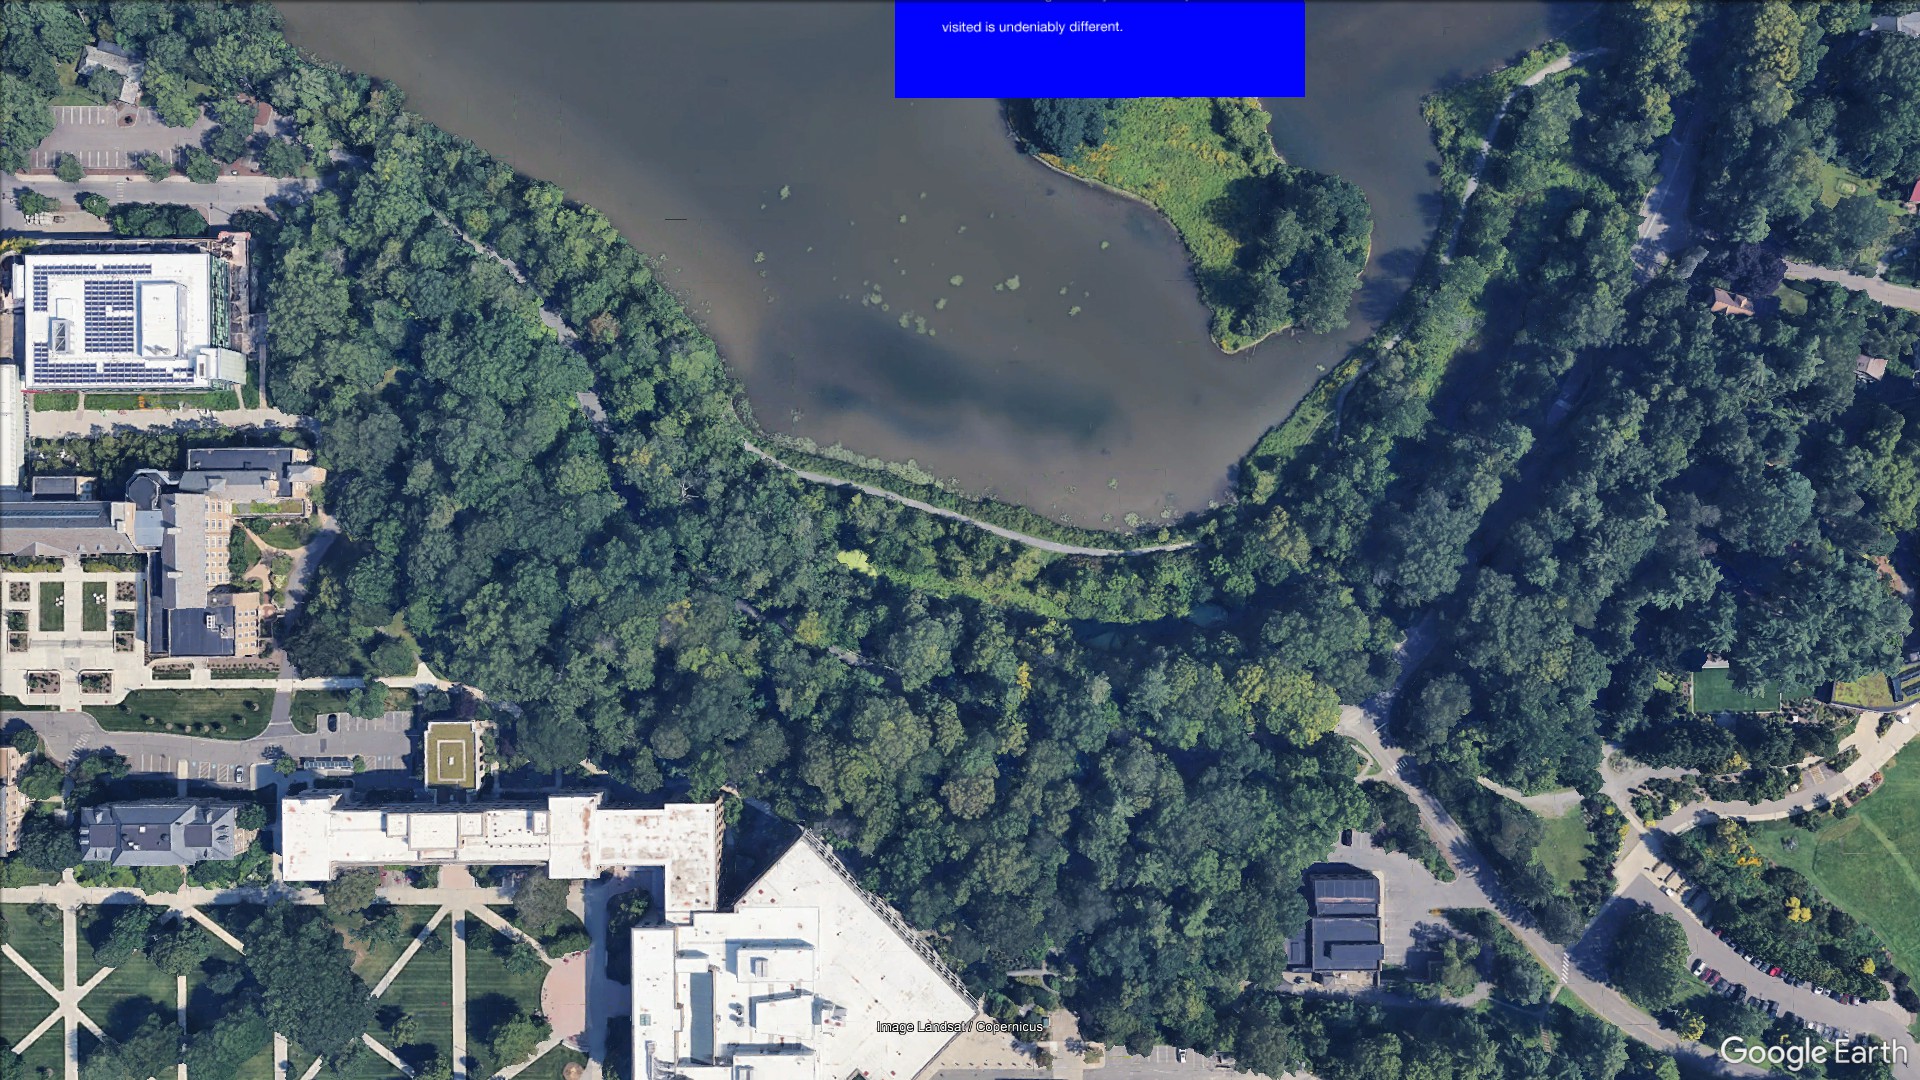 visited is undeniably different.
Image Landsat / Copernicus
Google Earth